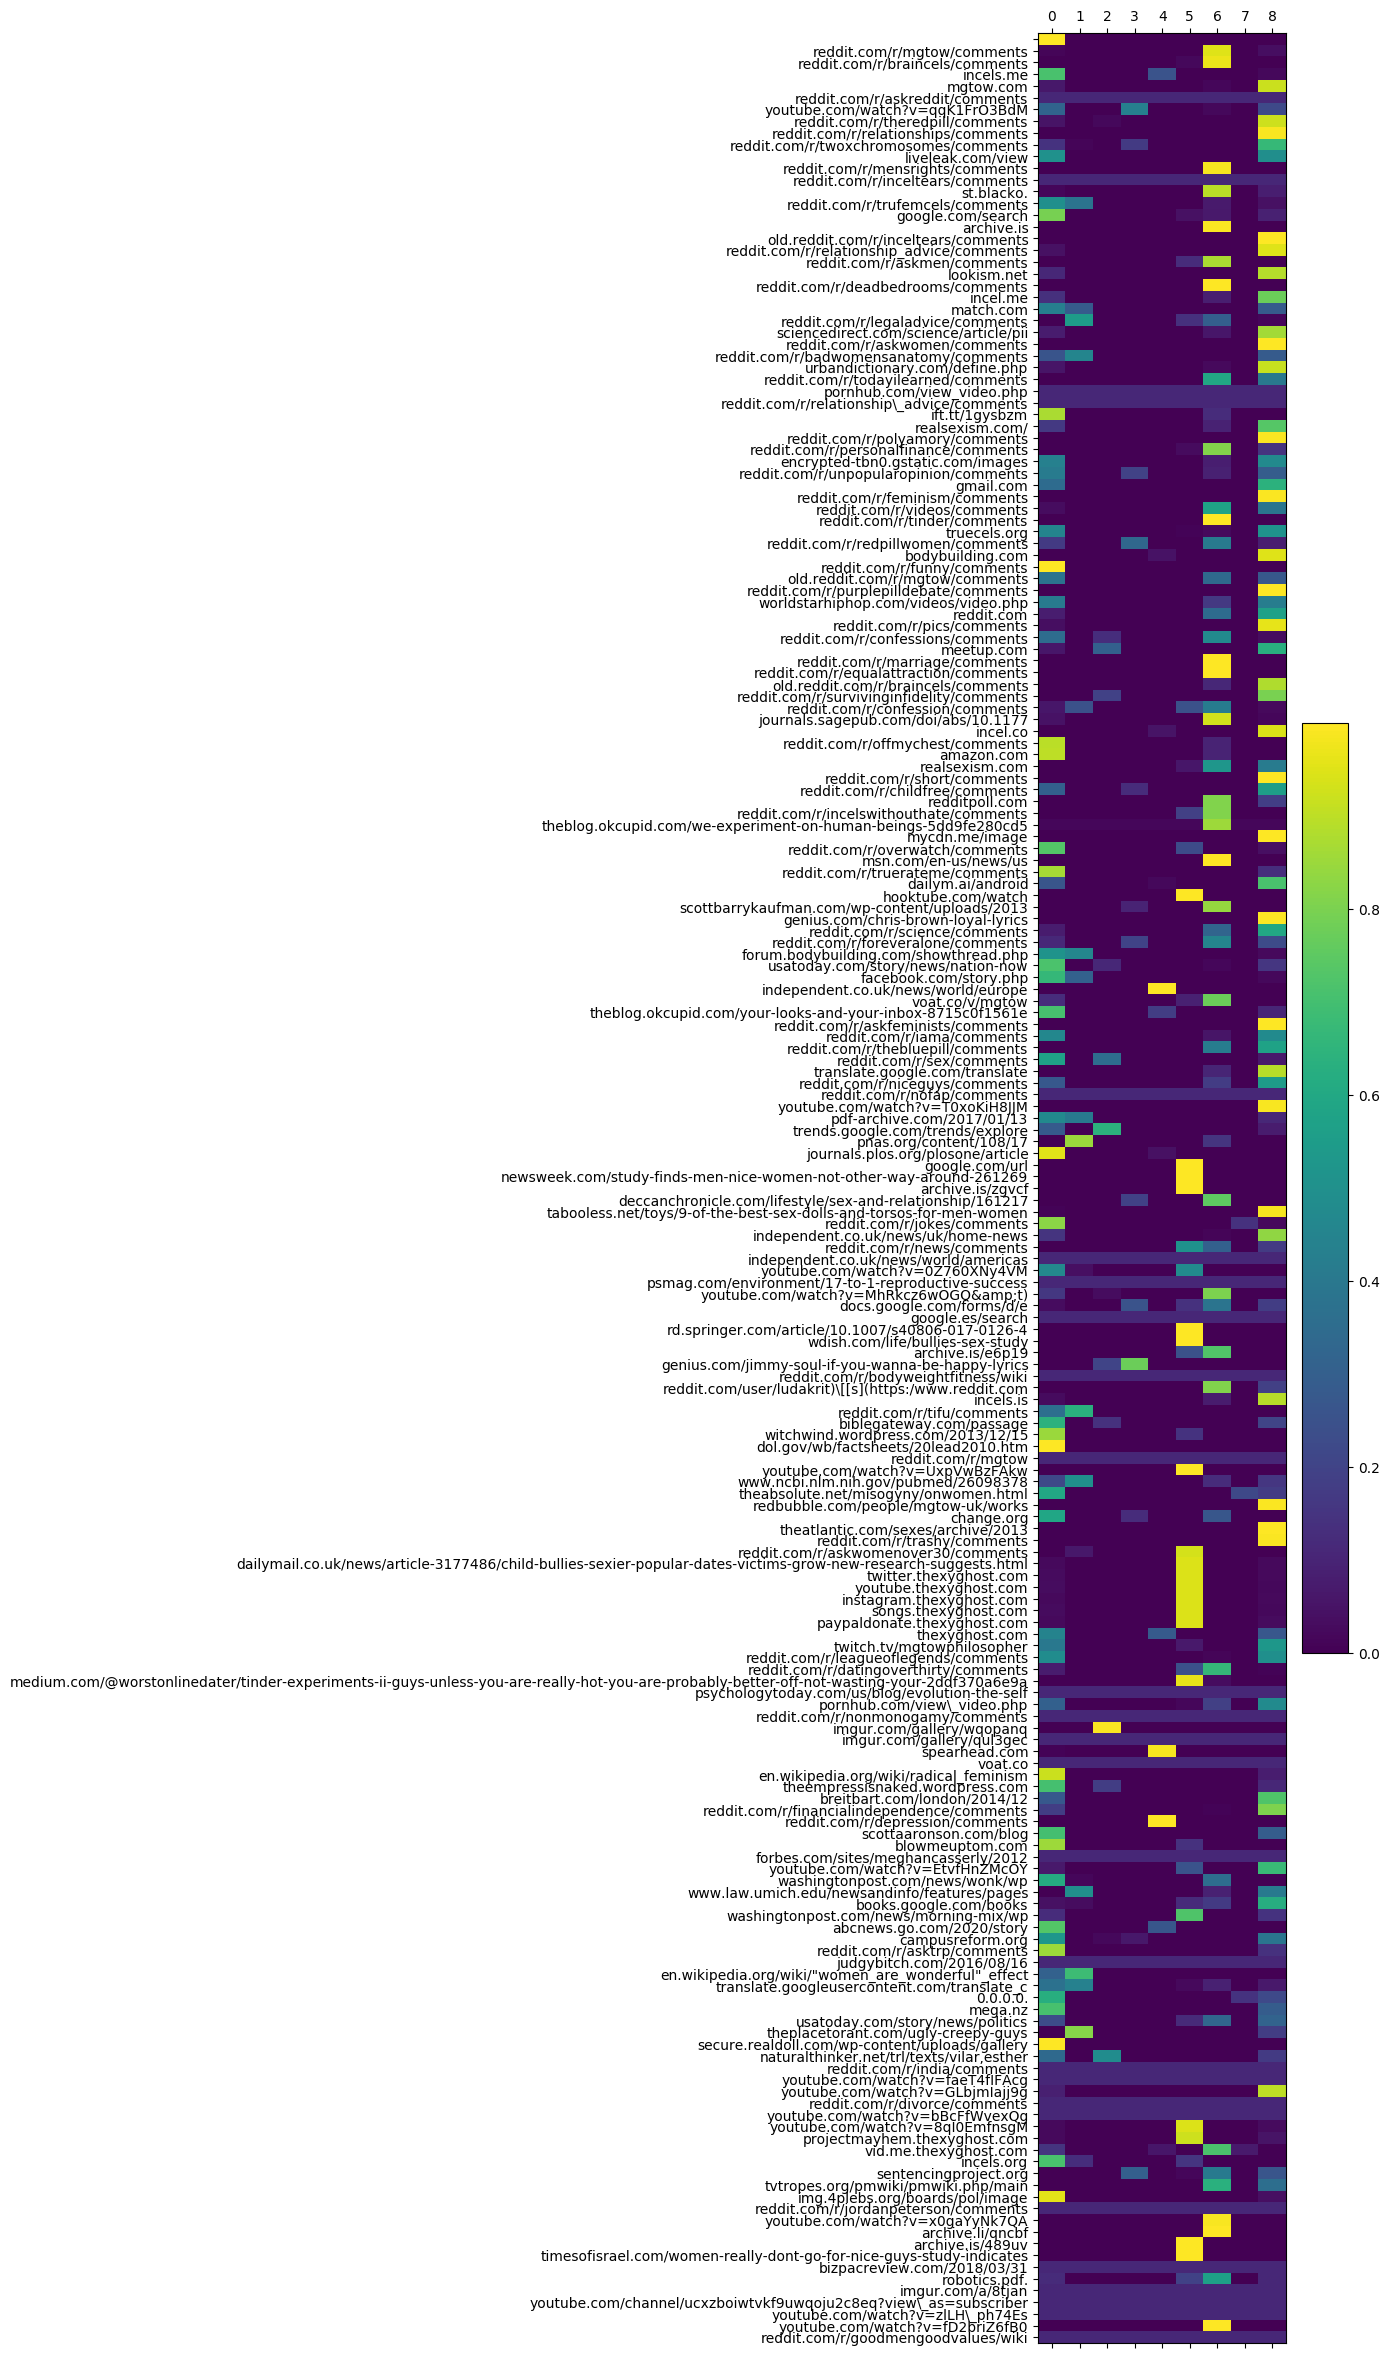 0 1 2 3 4 5 6 7 8
reddit.com/r/mgtow/comments
reddit.com/r/braincels/comments
incels.me
mgtow.com
reddit.com/r/askreddit/comments
youtube.com/watch?v=qqK1FrO3BdM
reddit.com/r/theredpill/comments
reddit.com/r/relationships/comments
reddit.com/r/twoxchromosomes/comments
liveleak.com/view
reddit.com/r/mensrights/comments
reddit.com/r/inceltears/comments
st.blacko.
reddit.com/r/trufemcels/comments
google.com/search
archive.is
old.reddit.com/r/inceltears/comments
reddit.com/r/relationship_advice/comments
reddit.com/r/askmen/comments
lookism.net
reddit.com/r/deadbedrooms/comments
incel.me
match.com
reddit.com/r/legaladvice/comments
sciencedirect.com/science/article/pii
reddit.com/r/askwomen/comments
reddit.com/r/badwomensanatomy/comments
urbandictionary.com/define.php
reddit.com/r/todayilearned/comments
pornhub.com/view_video.php
reddit.com/r/relationship\_advice/comments
ift.tt/1gysbzm
realsexism.com/
reddit.com/r/polyamory/comments
reddit.com/r/personalfinance/comments
encrypted-tbn0.gstatic.com/images
reddit.com/r/unpopularopinion/comments
gmail.com
reddit.com/r/feminism/comments
reddit.com/r/videos/comments
reddit.com/r/tinder/comments
truecels.org
reddit.com/r/redpillwomen/comments
bodybuilding.com
reddit.com/r/funny/comments
old.reddit.com/r/mgtow/comments
reddit.com/r/purplepilldebate/comments
worldstarhiphop.com/videos/video.php
reddit.com
reddit.com/r/pics/comments
reddit.com/r/confessions/comments
meetup.com
reddit.com/r/marriage/comments
reddit.com/r/equalattraction/comments
old.reddit.com/r/braincels/comments
reddit.com/r/survivinginfidelity/comments
reddit.com/r/confession/comments
journals.sagepub.com/doi/abs/10.1177
incel.co
reddit.com/r/offmychest/comments
amazon.com
realsexism.com
reddit.com/r/short/comments
reddit.com/r/childfree/comments
redditpoll.com
reddit.com/r/incelswithouthate/comments
theblog.okcupid.com/we-experiment-on-human-beings-5dd9fe280cd5
mycdn.me/image
reddit.com/r/overwatch/comments
msn.com/en-us/news/us
reddit.com/r/truerateme/comments
dailym.ai/android
hooktube.com/watch
scottbarrykaufman.com/wp-content/uploads/2013
genius.com/chris-brown-loyal-lyrics
reddit.com/r/science/comments
reddit.com/r/foreveralone/comments
forum.bodybuilding.com/showthread.php
usatoday.com/story/news/nation-now
facebook.com/story.php
independent.co.uk/news/world/europe
voat.co/v/mgtow
theblog.okcupid.com/your-looks-and-your-inbox-8715c0f1561e
reddit.com/r/askfeminists/comments
reddit.com/r/iama/comments
reddit.com/r/thebluepill/comments
reddit.com/r/sex/comments
translate.google.com/translate
reddit.com/r/niceguys/comments
reddit.com/r/nofap/comments
youtube.com/watch?v=T0xoKiH8JJM
pdf-archive.com/2017/01/13
trends.google.com/trends/explore
pnas.org/content/108/17
journals.plos.org/plosone/article
google.com/url
newsweek.com/study-finds-men-nice-women-not-other-way-around-261269
archive.is/zgvcf
deccanchronicle.com/lifestyle/sex-and-relationship/161217
tabooless.net/toys/9-of-the-best-sex-dolls-and-torsos-for-men-women
reddit.com/r/jokes/comments
independent.co.uk/news/uk/home-news
reddit.com/r/news/comments
independent.co.uk/news/world/americas
youtube.com/watch?v=0Z760XNy4VM
psmag.com/environment/17-to-1-reproductive-success
youtube.com/watch?v=MhRkcz6wOGQ&amp;t)
docs.google.com/forms/d/e
google.es/search
rd.springer.com/article/10.1007/s40806-017-0126-4
wdish.com/life/bullies-sex-study
archive.is/e6p19
genius.com/jimmy-soul-if-you-wanna-be-happy-lyrics
reddit.com/r/bodyweightfitness/wiki
reddit.com/user/ludakrit)\[[s](https:/www.reddit.com
incels.is
reddit.com/r/tifu/comments
biblegateway.com/passage
witchwind.wordpress.com/2013/12/15
dol.gov/wb/factsheets/20lead2010.htm
reddit.com/r/mgtow
youtube.com/watch?v=UxpVwBzFAkw
www.ncbi.nlm.nih.gov/pubmed/26098378
theabsolute.net/misogyny/onwomen.html
redbubble.com/people/mgtow-uk/works
change.org
theatlantic.com/sexes/archive/2013
reddit.com/r/trashy/comments
reddit.com/r/askwomenover30/comments
dailymail.co.uk/news/article-3177486/child-bullies-sexier-popular-dates-victims-grow-new-research-suggests.html
twitter.thexyghost.com
youtube.thexyghost.com
instagram.thexyghost.com
songs.thexyghost.com
paypaldonate.thexyghost.com
thexyghost.com
twitch.tv/mgtowphilosopher
reddit.com/r/leagueoflegends/comments
reddit.com/r/datingoverthirty/comments
medium.com/@worstonlinedater/tinder-experiments-ii-guys-unless-you-are-really-hot-you-are-probably-better-off-not-wasting-your-2ddf370a6e9a
psychologytoday.com/us/blog/evolution-the-self
pornhub.com/view\_video.php
reddit.com/r/nonmonogamy/comments
imgur.com/gallery/wqopanq
imgur.com/gallery/qul3gec
spearhead.com
voat.co
en.wikipedia.org/wiki/radical_feminism
theempressisnaked.wordpress.com
breitbart.com/london/2014/12
reddit.com/r/financialindependence/comments
reddit.com/r/depression/comments
scottaaronson.com/blog
blowmeuptom.com
forbes.com/sites/meghancasserly/2012
youtube.com/watch?v=EtvfHnZMcOY
washingtonpost.com/news/wonk/wp
www.law.umich.edu/newsandinfo/features/pages
books.google.com/books
washingtonpost.com/news/morning-mix/wp
abcnews.go.com/2020/story
campusreform.org
reddit.com/r/asktrp/comments
judgybitch.com/2016/08/16
en.wikipedia.org/wiki/"women_are_wonderful"_effect
translate.googleusercontent.com/translate_c
0.0.0.0.
mega.nz
usatoday.com/story/news/politics
theplacetorant.com/ugly-creepy-guys
secure.realdoll.com/wp-content/uploads/gallery
naturalthinker.net/trl/texts/vilar,esther
reddit.com/r/india/comments
youtube.com/watch?v=faeT4fIFAcg
youtube.com/watch?v=GLbjmIajj9g
reddit.com/r/divorce/comments
youtube.com/watch?v=bBcFfWvexQg
youtube.com/watch?v=8ql0EmfnsgM
projectmayhem.thexyghost.com
vid.me.thexyghost.com
incels.org
sentencingproject.org
tvtropes.org/pmwiki/pmwiki.php/main
img.4plebs.org/boards/pol/image
reddit.com/r/jordanpeterson/comments
youtube.com/watch?v=x0gaYyNk7QA
archive.li/qncbf
archive.is/489uv
timesofisrael.com/women-really-dont-go-for-nice-guys-study-indicates
bizpacreview.com/2018/03/31
robotics.pdf.
imgur.com/a/8tjan
youtube.com/channel/ucxzboiwtvkf9uwqoju2c8eq?view\_as=subscriber
youtube.com/watch?v=zlLH\_ph74Es
youtube.com/watch?v=fD2briZ6fB0
reddit.com/r/goodmengoodvalues/wiki
0.8
0.6
0.4
0.2
0.0